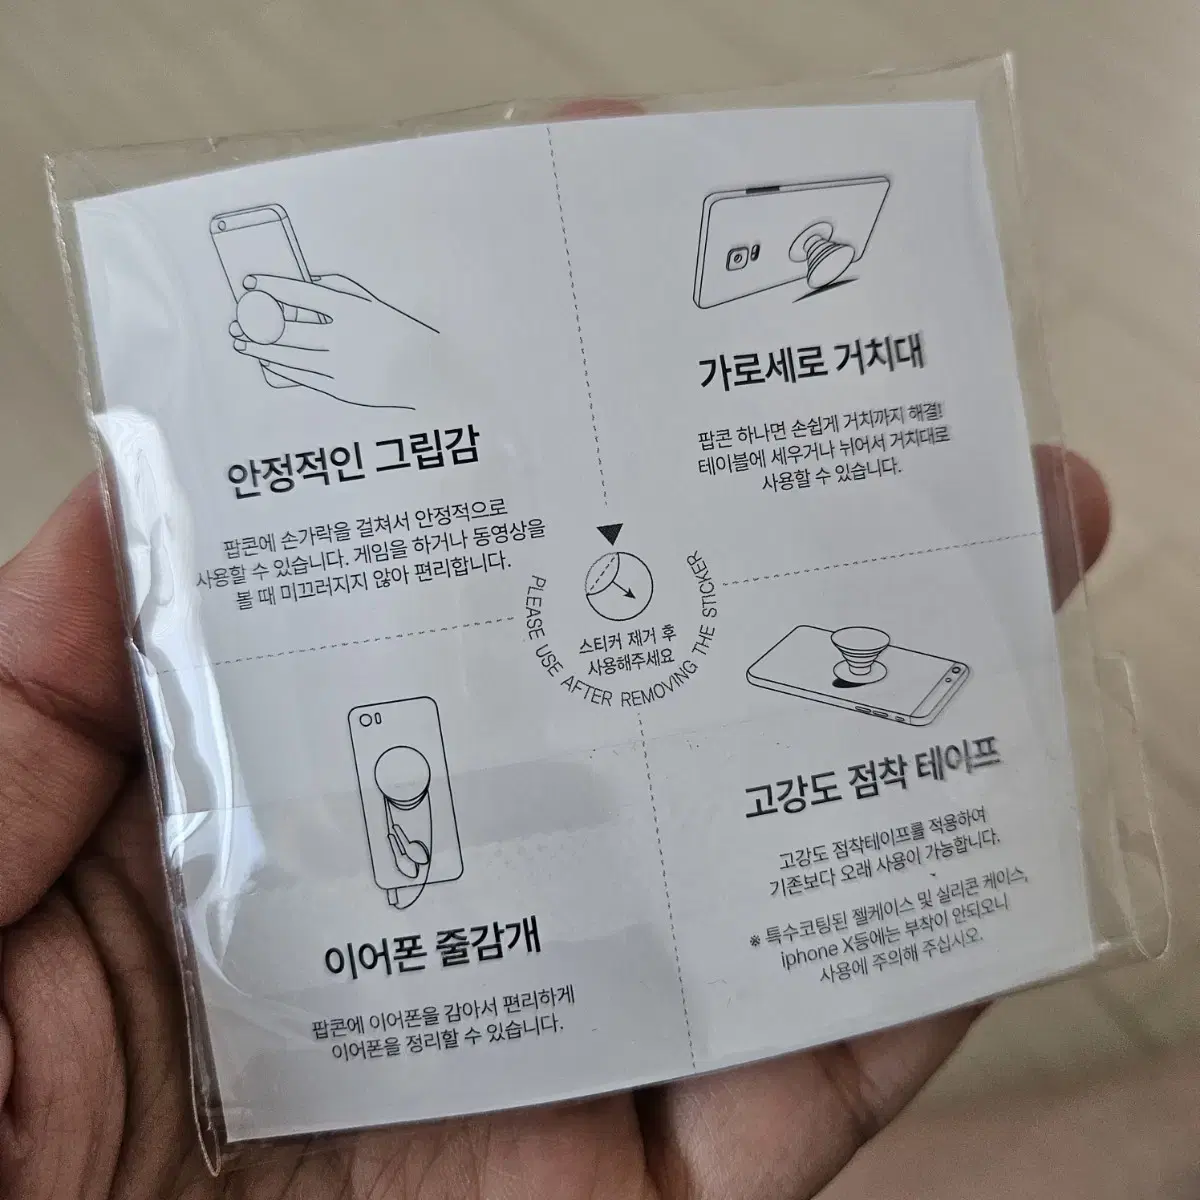 안정적인 그립감
팝콘에 손가락을 걸쳐서 안정적으로
사용할 수 있습니다. 게임을 하거나 동영상을
볼 때 미끄러지지 않아 편리합니다.
가로세로 거치대
팝콘 하나면 손쉽게 거치까지 해결!
테이블에 세우거나 뉘어서 거치대로
사용할 수 있습니다.
스티커 제거 후
사용해주세요
PLEASE USE AFTER REMOVING THE STICKER
이어폰 줄감개
팝콘에 이어폰을 감아서 편리하게
이어폰을 정리할 수 있습니다.
고강도 점착 테이프
고강도 점착테이프를 적용하여
기존보다 오래 사용이 가능합니다.
※ 특수코팅된 젤케이스 및 실리콘 케이스,
iphone X등에는 부착이 안되오니
사용에 주의해 주십시오.